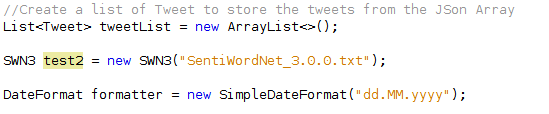 //Create a list of Tweet to store the tweets from the JSon Array
List<Tweet> tweetList = new ArrayList<>();
SWN3 test2 = new SWN3("SentiWordNet_3.0.0.txt");
DateFormat formatter = new SimpleDateFormat("dd.MM.yyyy");